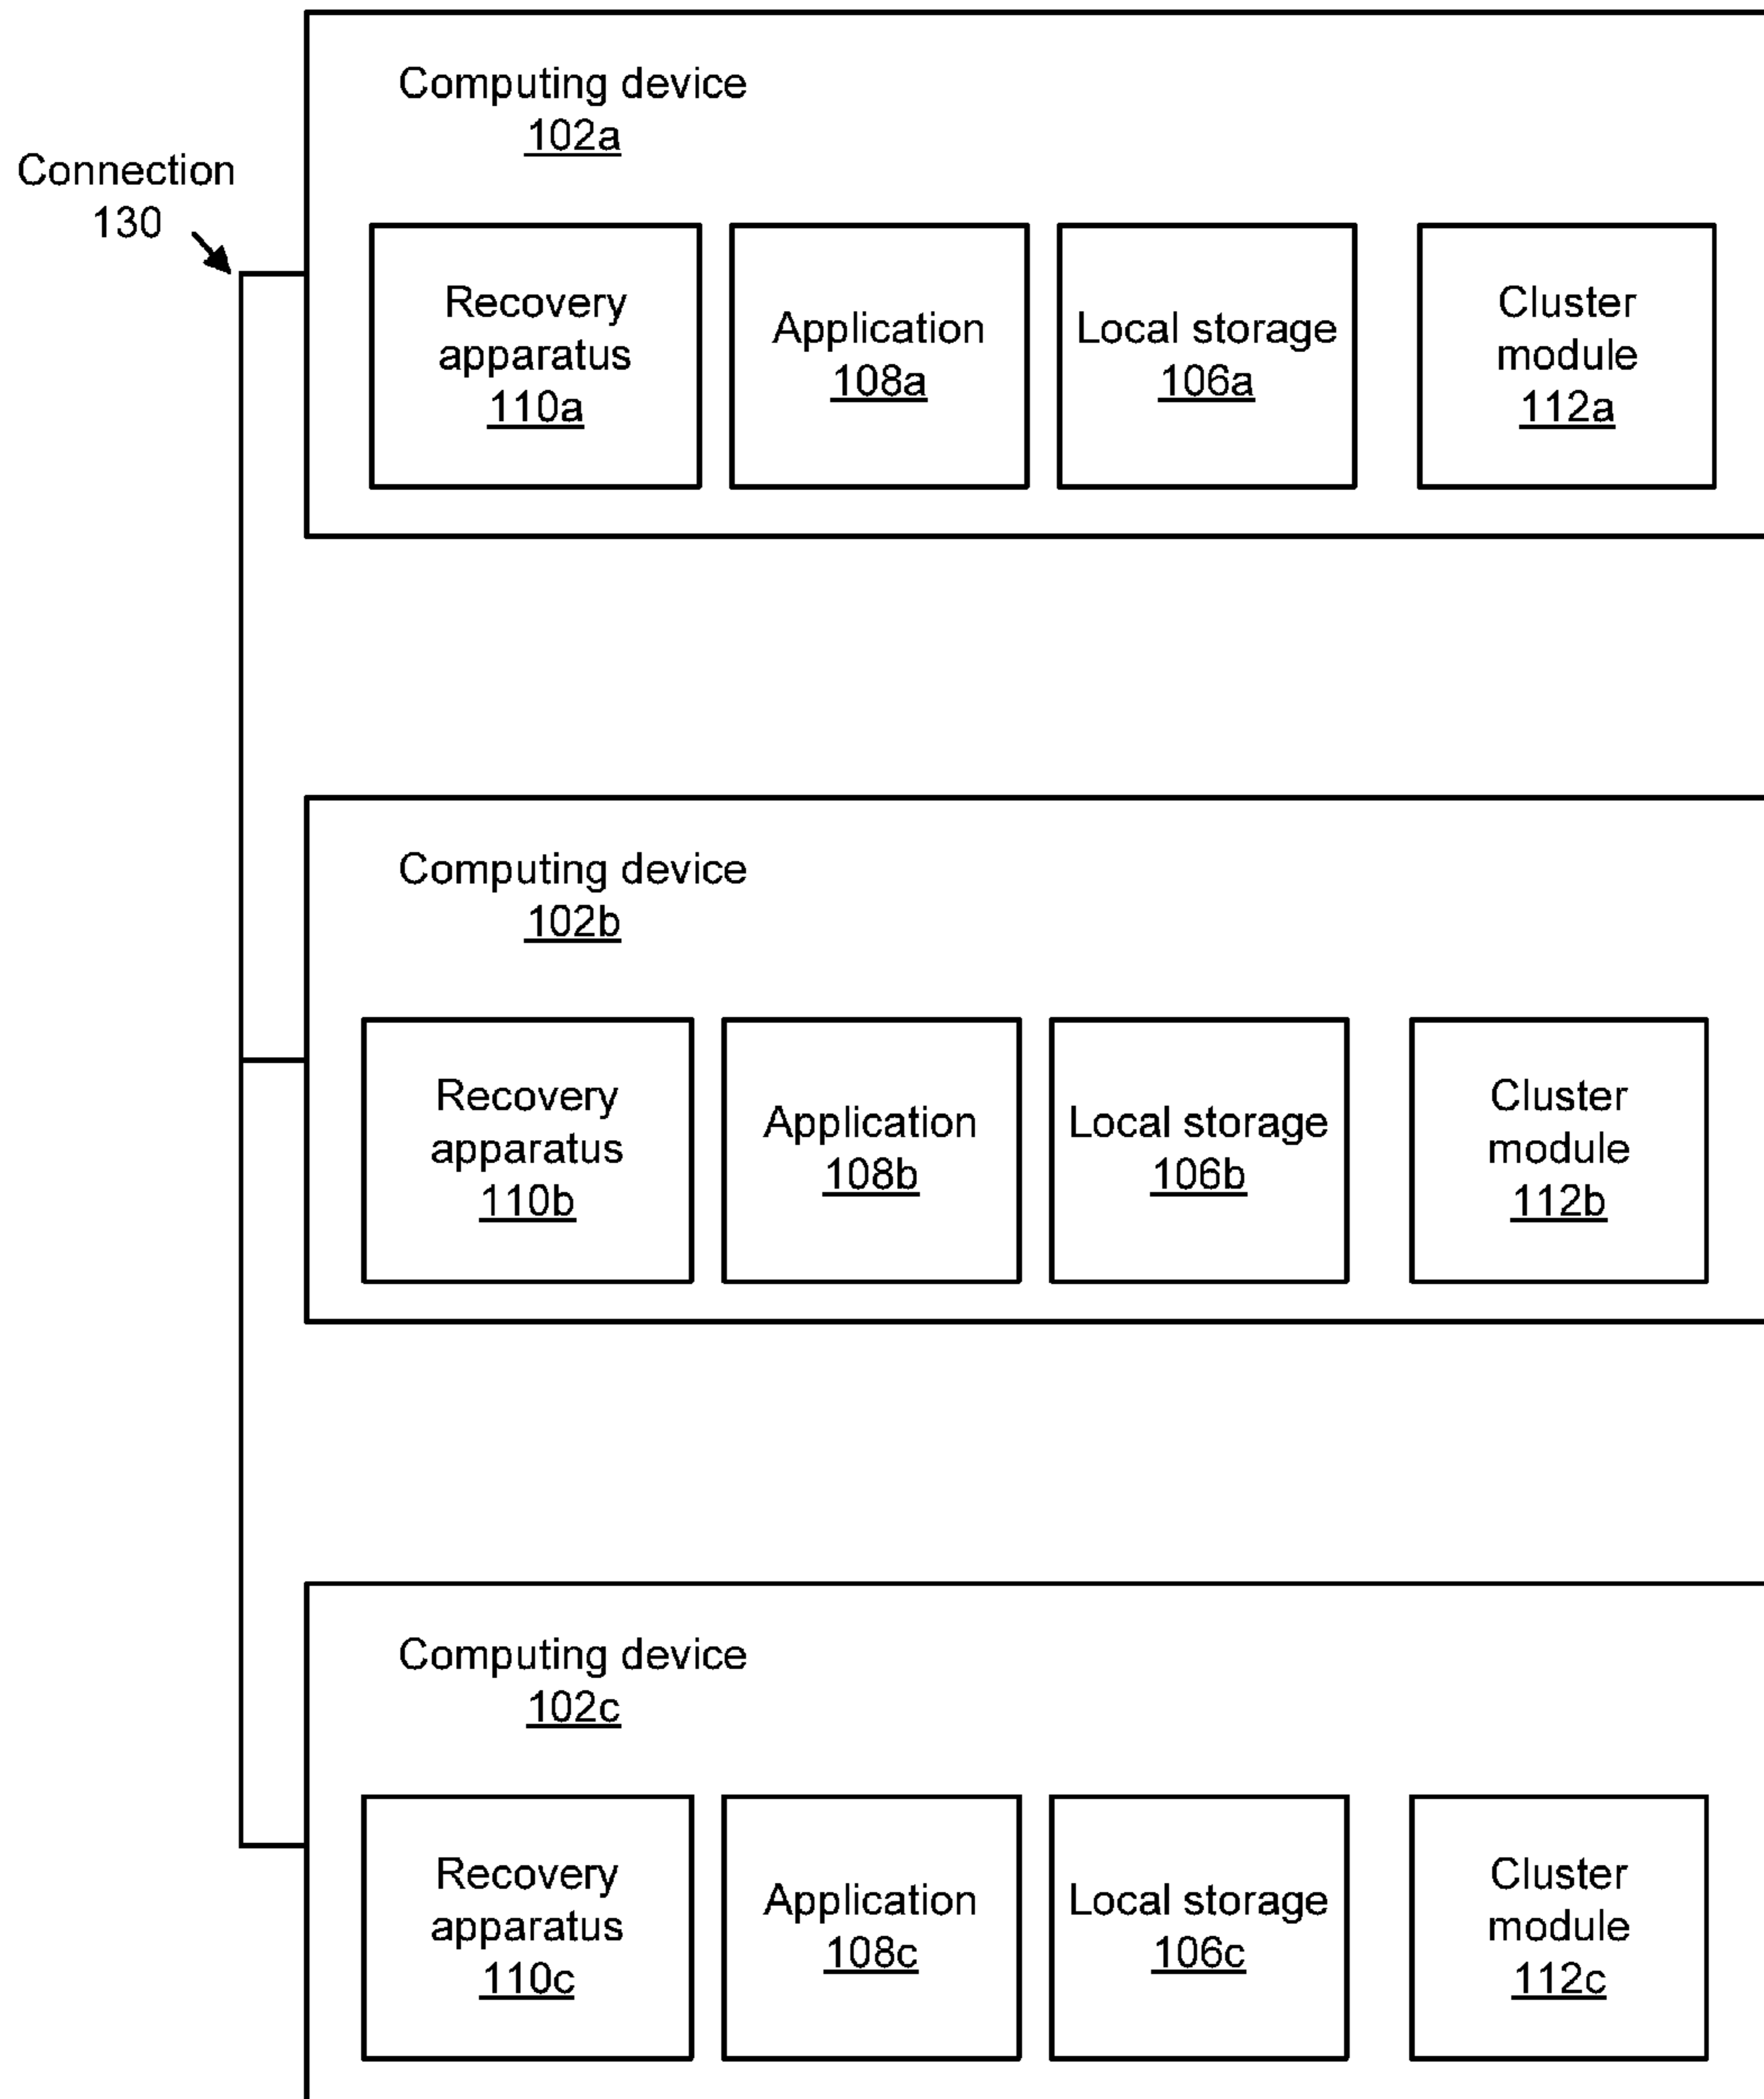 Computing device
102a
Connection
130
Recovery
apparatus
110a
Application
108a
Local storage
106a
Cluster
module
112a
Computing device
102b
Recovery
apparatus
110b
Application
108b
Local storage
106b
Cluster
module
112b
Computing device
102c
Recovery
apparatus
110c
Application
108c
Local storage
106c
Cluster
module
112c